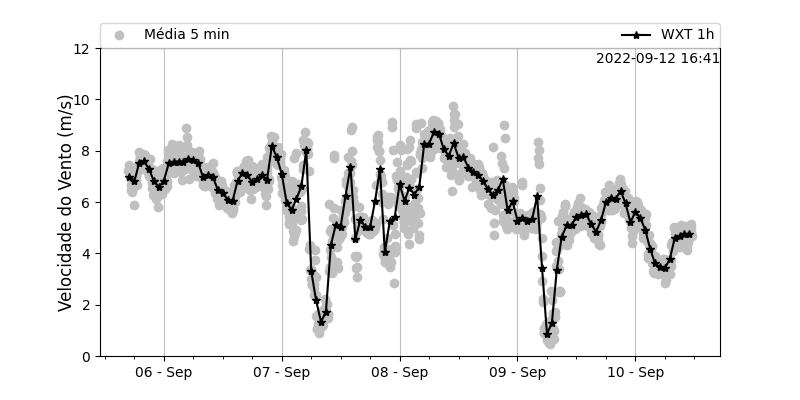 Média 5 min
WXT 1h
2022-09-12 16:41
Velocidade do Vento (m/s)
12
10
8
6
4
2
0
06 - Sep
07 - Sep
08 - Sep
09 - Sep
10 - Sep